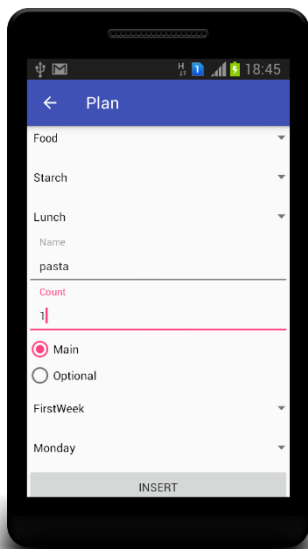 18:45
Plan
Food
Starch
Lunch
Name
pasta
Count
1
Main
Optional
FirstWeek
Monday
INSERT